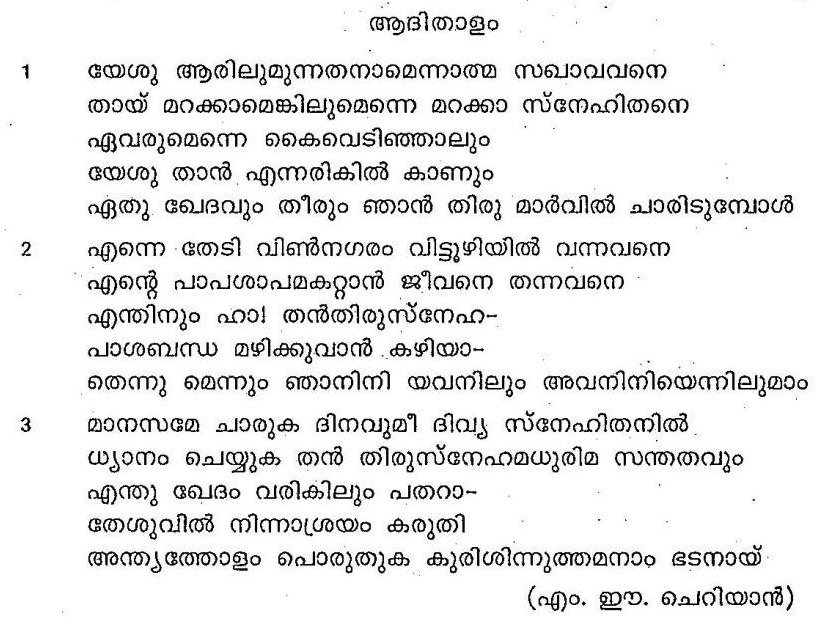 ആദിതാളം
1 യേശു ആരിലുമുന്നതനാമെന്നാത്മ സഖാവവനെ
തായ് മറക്കാമെങ്കിലുമെന്നെ മറക്കാ സ്നേഹിതനെ
ഏവരുമെന്നെ കൈവെടിഞ്ഞാലും
യേശു താൻ എന്നരികിൽ കാണും
ഏതു ഖേദവും തീരും ഞാൻ തിരു മാർവിൽ ചാരിടുമ്പോൾ
2 എന്നെ തേടി വിൺനഗരം വിട്ടൂഴിയിൽ വന്നവനെ
എന്റെ പാപശാപമകറ്റാൻ ജീവനെ തന്നവനെ
എന്തിനും ഹാ! തൻതിരുസ്നേഹ-
പാശബന്ധ മഴിക്കുവാൻ കഴിയാ-
തെന്നു മെന്നും ഞാനിനി യവനിലും അവനിനിയെന്നിലുമാം
3 മാനസമേ ചാരുക ദിനവുമീ ദിവ്യ സ്നേഹിതനിൽ
ധ്യാനം ചെയ്യുക തൻ തിരുസ്നേഹമധുരിമ സന്തതവും
എന്തു ഖേദം വരികിലും പതറാ-
തേശുവിൽ നിന്നാശ്രയം കരുതി
അന്ത്യത്തോളം പൊരുതുക കുരിശിന്നുത്തമനാം ഭടനായ്
(എം. ഈ. ചെറിയാൻ)